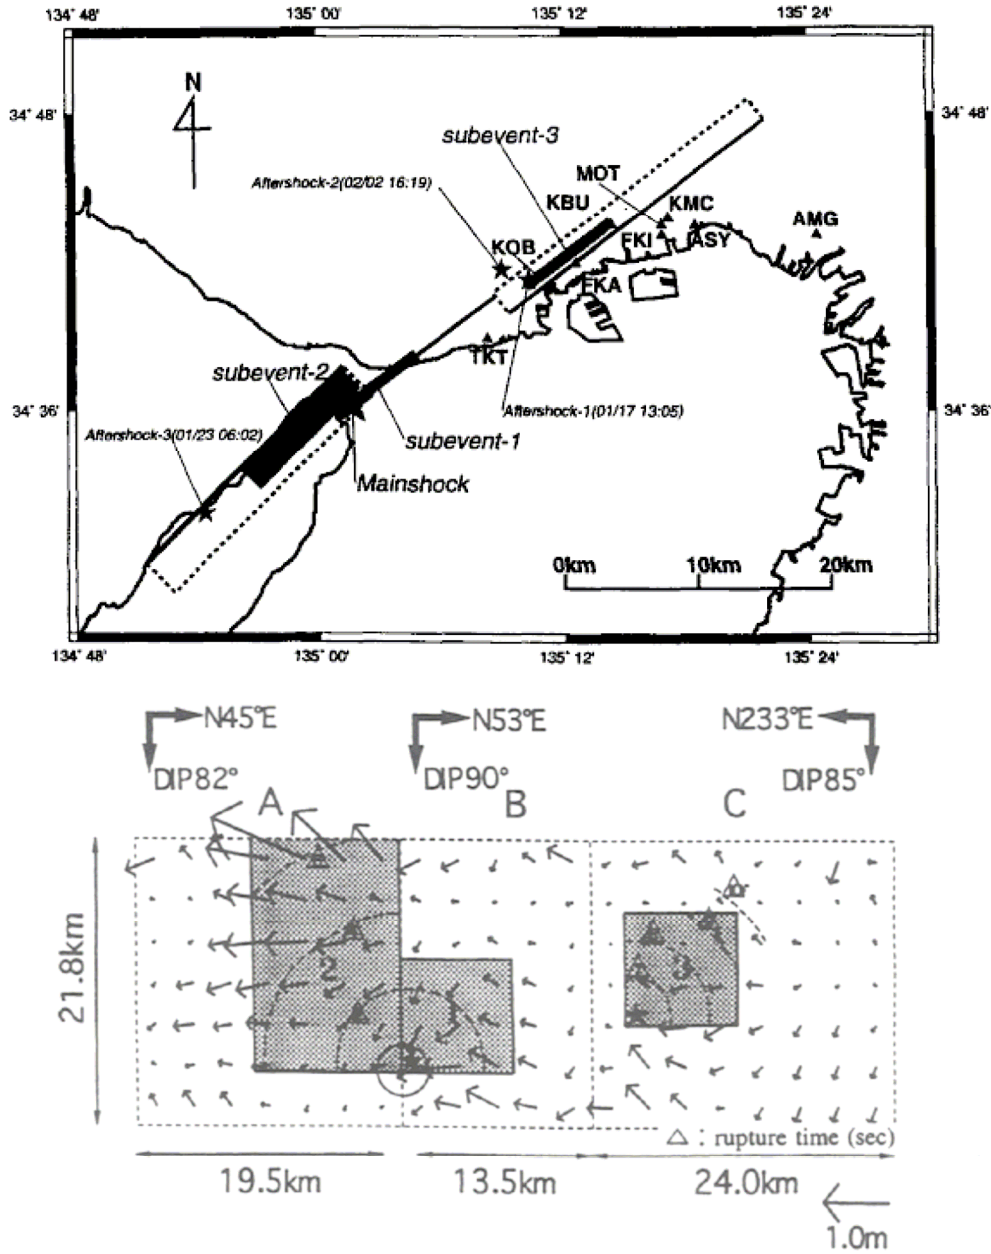 134° 48' 135° 00' 135° 12' 135° 24'
N
34° 48' 34° 48'
subevent-3
MOT
Aftershock-2(02/02 16:19)
KBU KMC
AMG
KOB FKI ASY
FKA
TKT
subevent-2
34° 36' Aftershock-1(01/17 13:05) 34° 36'
Aftershock-3(01/23 06:02) subevent-1
Mainshock
0km 10km 20km
134° 48' 135° 00' 135° 12' 135° 24'
N45°E N53°E N233°E
DIP82° DIP90° DIP85°
A B C
21.8km
2 3
1
△ : rupture time (sec)
19.5km 13.5km 24.0km
1.0m